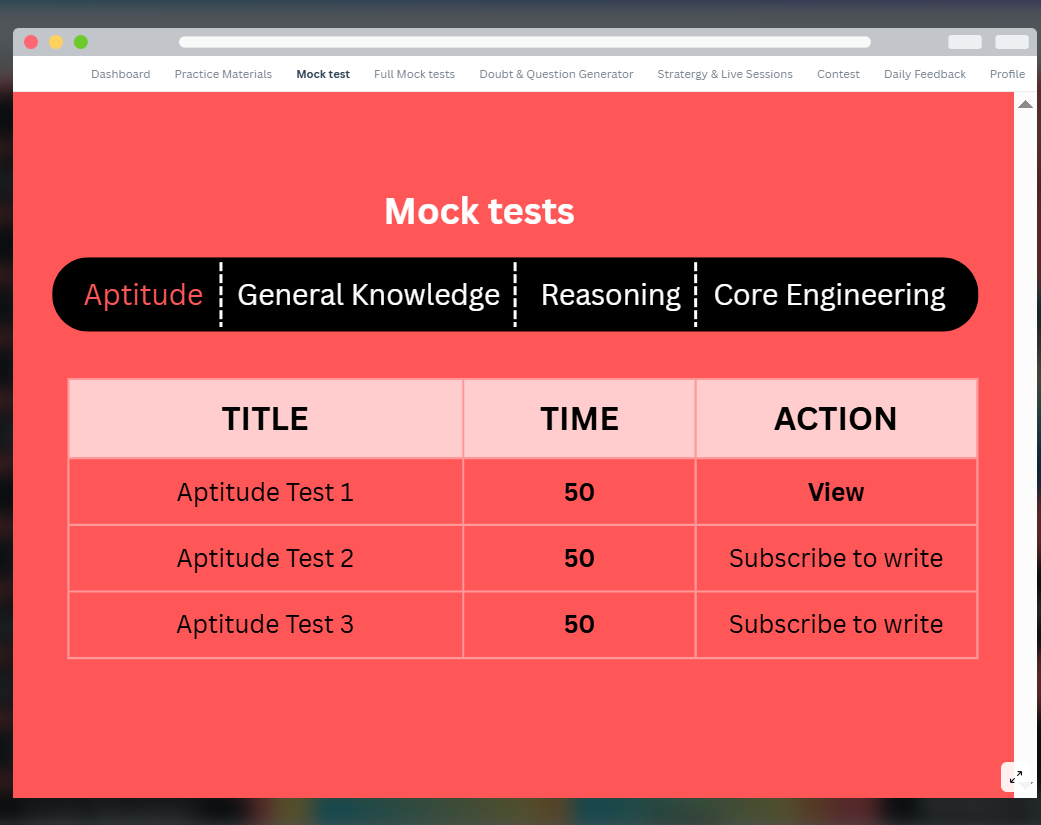 Dashboard Practice Materials Mock test Full Mock tests Doubt & Question Generator Stratergy & Live Sessions Contest Daily Feedback Profile
Mock tests
Aptitude General Knowledge Reasoning Core Engineering
TITLE TIME ACTION
Aptitude Test 1 50 View
Aptitude Test 2 50 Subscribe to write
Aptitude Test 3 50 Subscribe to write